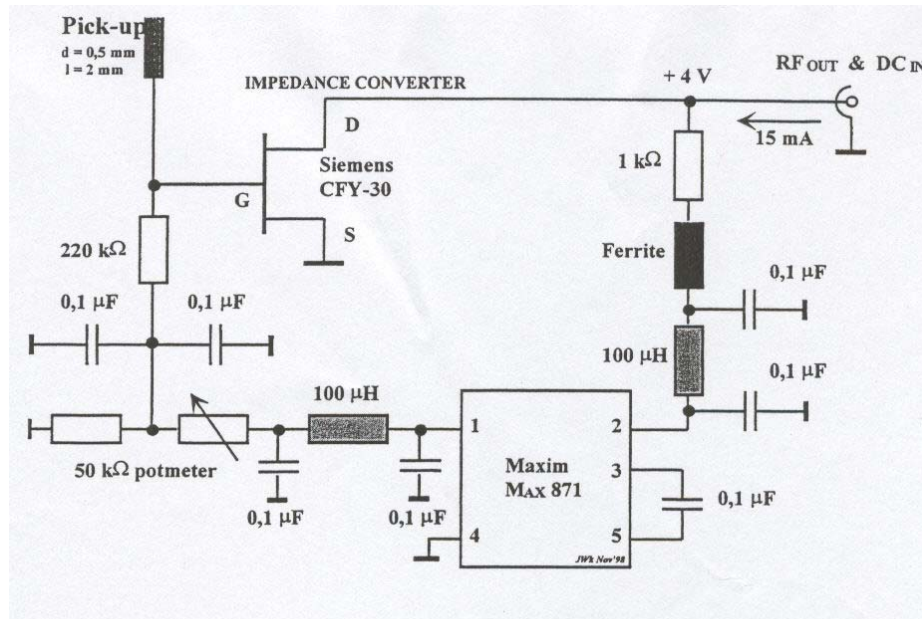 Pick-up
d = 0,5 mm
l = 2 mm
IMPEDANCE CONVERTER
+ 4 V
RF OUT & DC IN
15 mA
D
Siemens
CFY-30
G
S
1 kΩ
220 kΩ
Ferrite
0,1 µF
0,1 µF
0,1 µF
100 µH
0,1 µF
100 µH
1
2
50 kΩ potmeter
Maxim
MAX 871
3
0,1 µF
0,1 µF
0,1 µF
4
5
JWk Nov'98